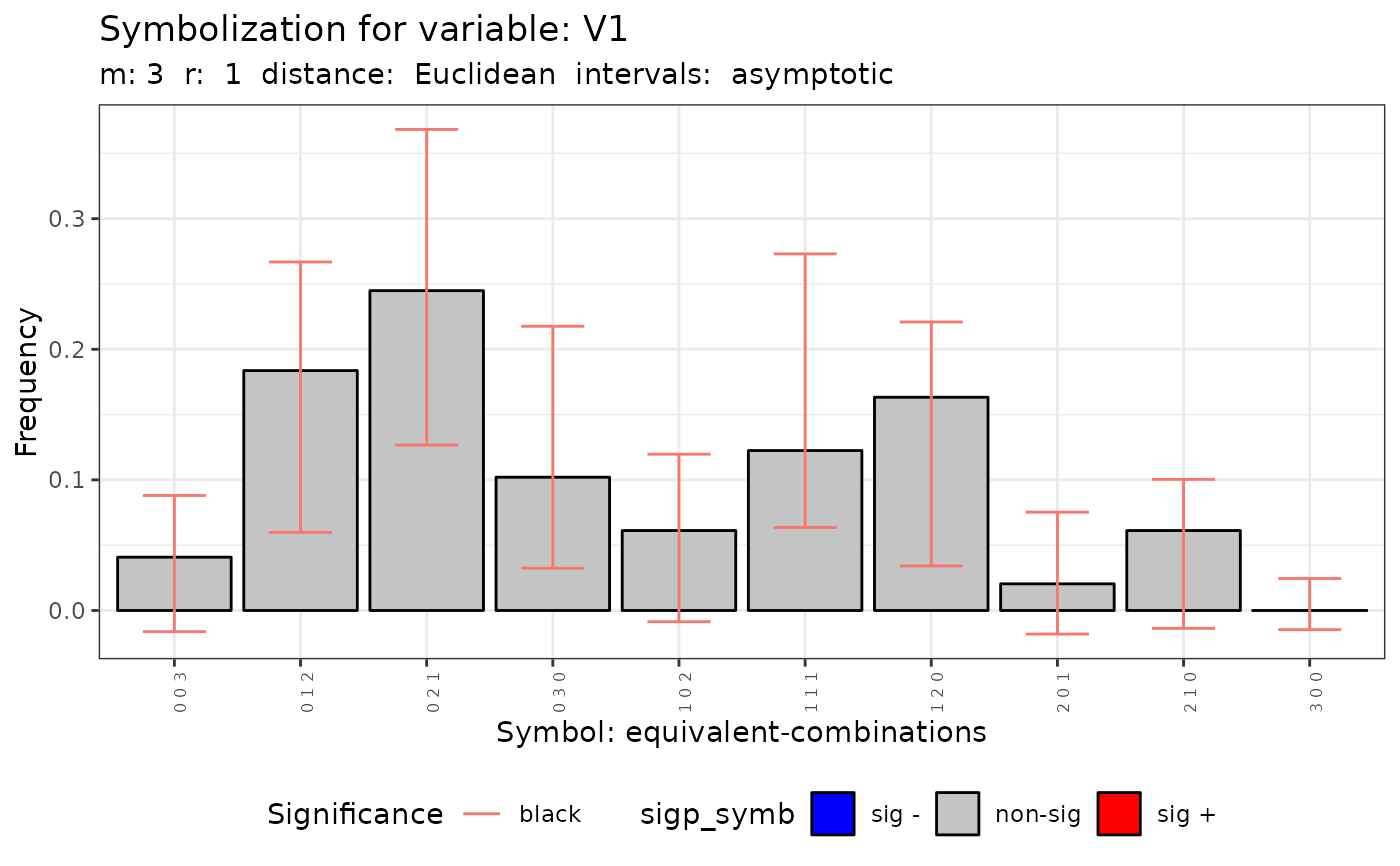 Symbolization for variable: V1
m: 3 r: 1 distance: Euclidean intervals: asymptotic
Frequency
0.3
0.2
0.1
0.0
0 0 3
0 1 2
0 2 1
0 3 0
1 0 2
1 1 1
1 2 0
2 0 1
2 1 0
3 0 0
Symbol: equivalent-combinations
Significance black sigp_symb sig - non-sig sig +